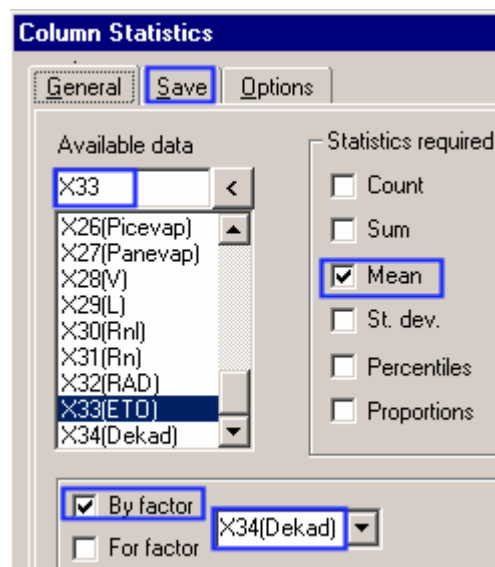 Column Statistics
General Save Options
Available data
X33 <
X26(Picevap)
X27(Panevap)
X28(V)
X29(L)
X30(Rnl)
X31(Rn)
X32(RAD)
X33(ETO)
X34(Dekad)
Statistics required
Count
Sum
Mean
St. dev.
Percentiles
Proportions
By factor
X34(Dekad)
For factor